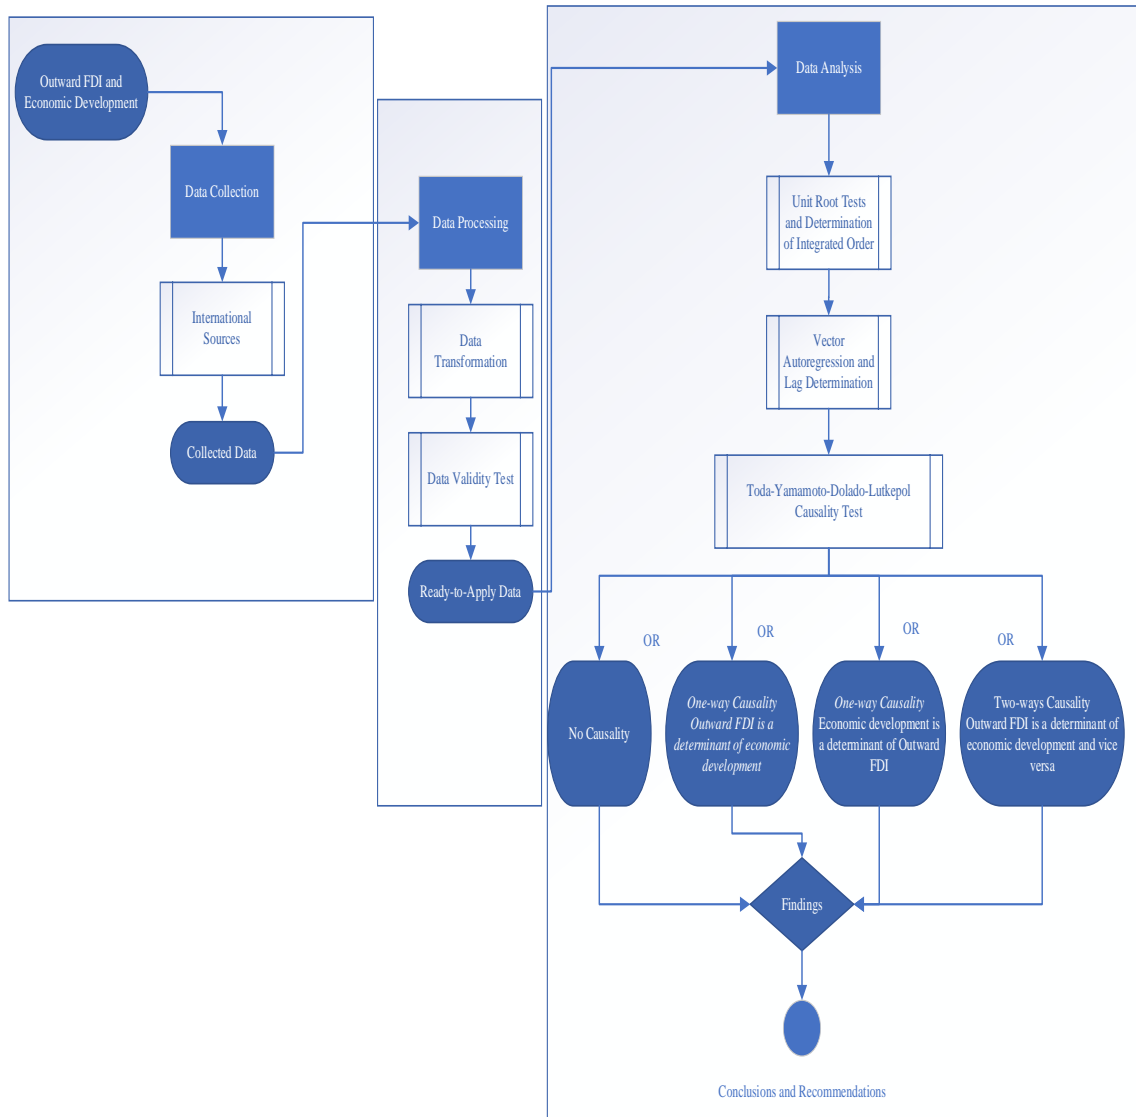 Outward FDI and
Economic Development
Data Collection
International
Sources
Collected Data
Data Processing
Data
Transformation
Data Validity Test
Ready-to-Apply Data
Data Analysis
Unit Root Tests
and Determination
of Integrated Order
Vector
Autoregression and
Lag Determination
Toda-Yamamoto-Dolado-Lutkepol
Causality Test
OR
OR
OR
OR
No Causality
One-way Causality
Outward FDI is a
determinant of economic
development
One-way Causality
Economic development is
a determinant of Outward
FDI
Two-ways Causality
Outward FDI is a determinant of
economic development and vice
versa
Findings
Conclusions and Recommendations